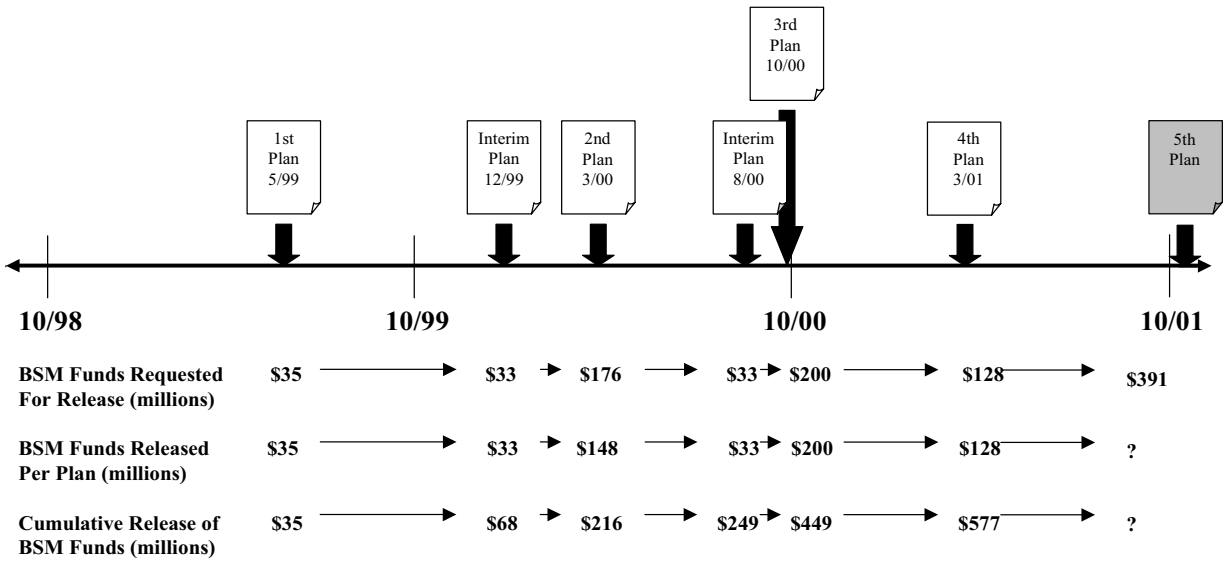 3rd
Plan
10/00
1st
Plan
5/99
Interim
Plan
12/99
2nd
Plan
3/00
Interim
Plan
8/00
4th
Plan
3/01
5th
Plan
10/98 10/99 10/00 10/01
BSM Funds Requested $35 $33 $176 $33 $200 $128 $391
For Release (millions)
BSM Funds Released $35 $33 $148 $33 $200 $128 ?
Per Plan (millions)
Cumulative Release of $35 $68 $216 $249 $449 $577 ?
BSM Funds (millions)